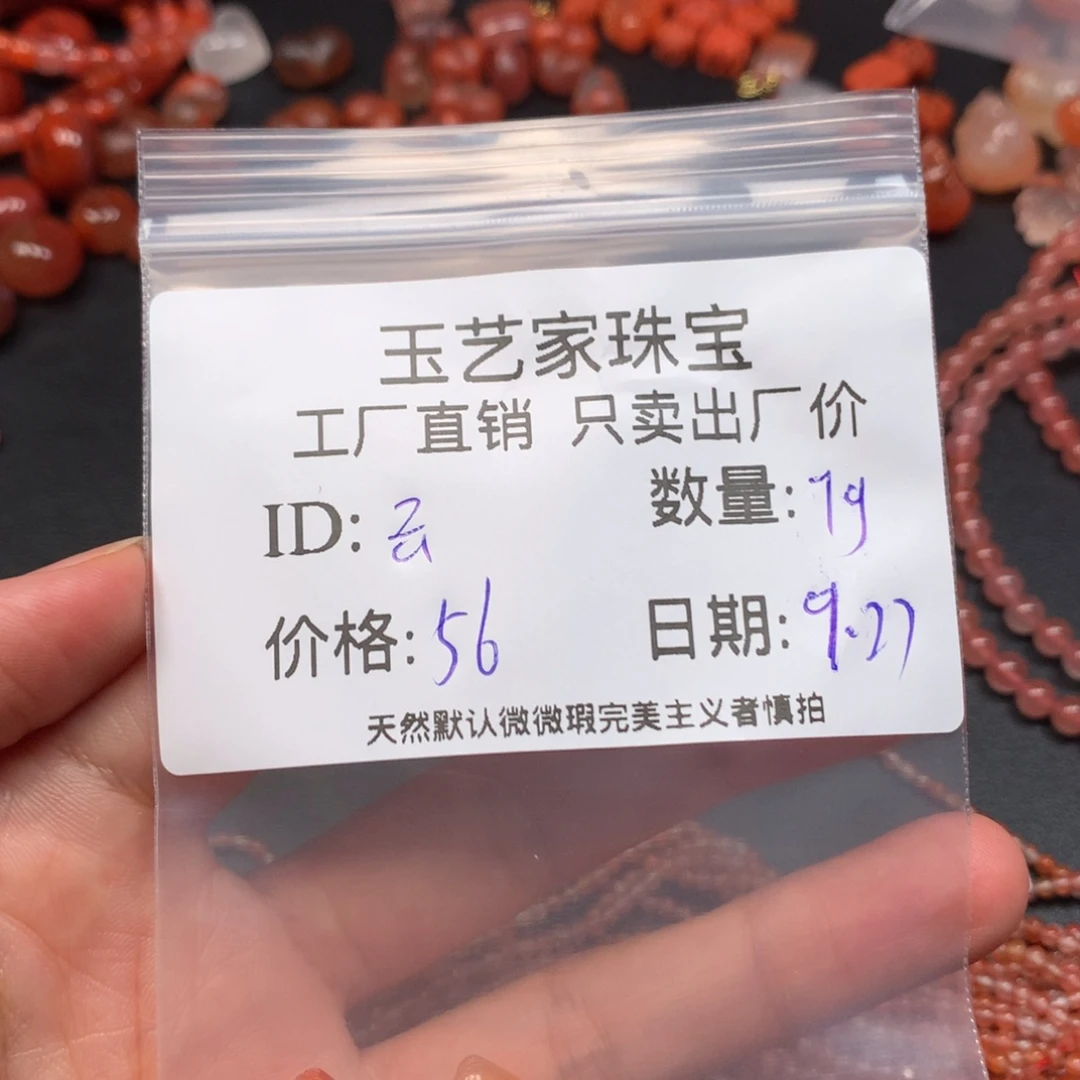 玉艺家珠宝
工厂直销 只卖出厂价
ID: 云 数量: 7g
价格: 56 日期: 9.27
天然默认微微瑕完美主义者慎拍